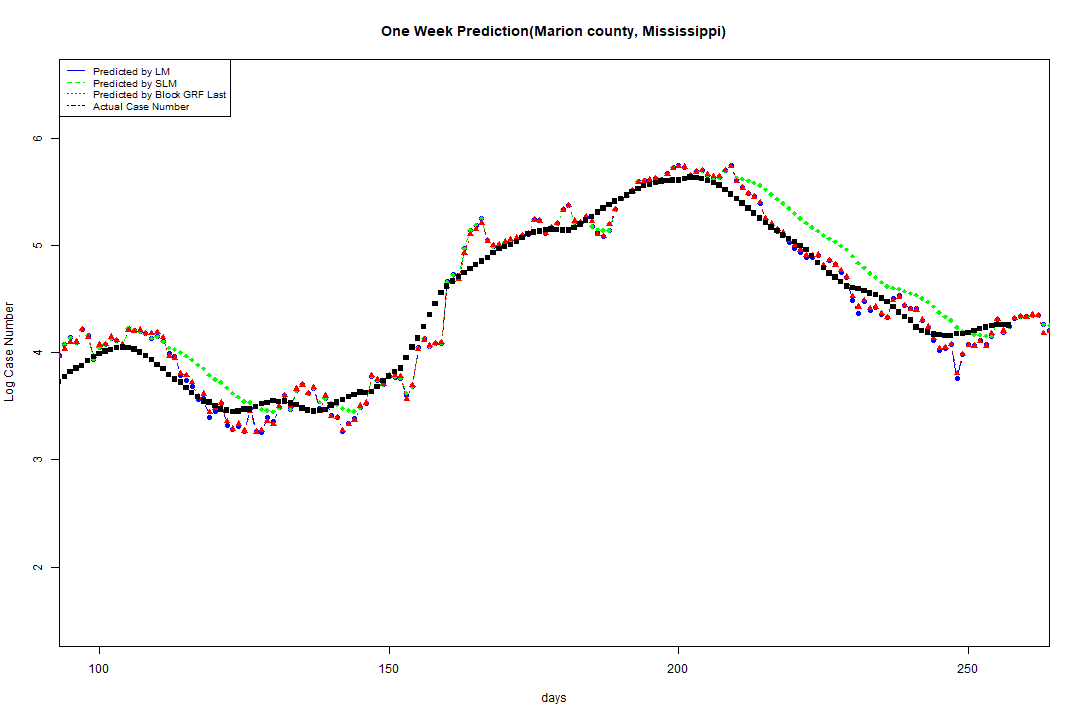 One Week Prediction(Marion county, Mississippi)
Predicted by LM
Predicted by SLM
Predicted by Block GRF Last
Actual Case Number
6
5
4
3
2
Log Case Number
100
150
200
250
days